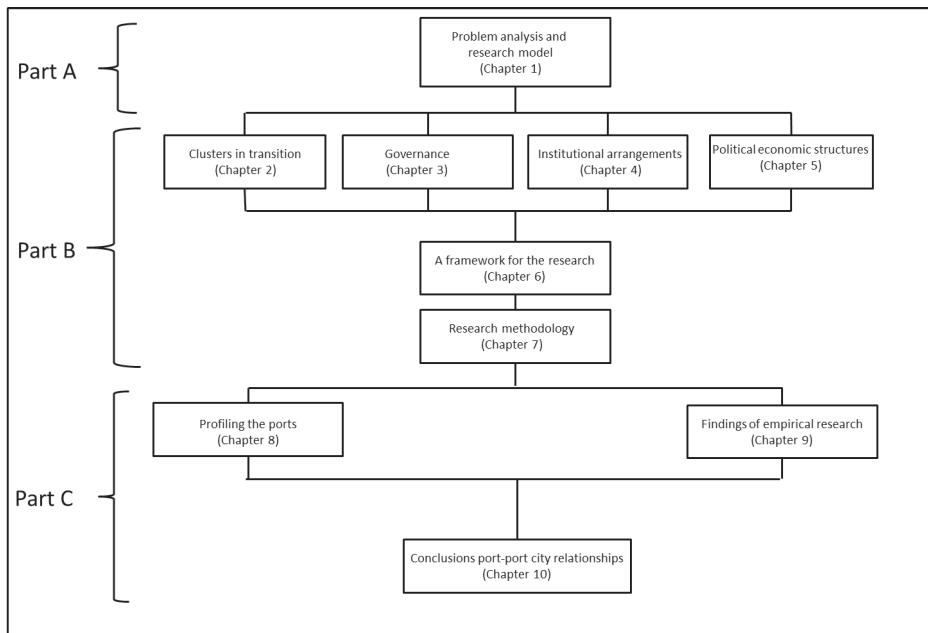 Part A
Problem analysis and
research model
(Chapter 1)
Part B
Clusters in transition
(Chapter 2)
Governance
(Chapter 3)
Institutional arrangements
(Chapter 4)
Political economic structures
(Chapter 5)
A framework for the research
(Chapter 6)
Research methodology
(Chapter 7)
Part C
Profiling the ports
(Chapter 8)
Findings of empirical research
(Chapter 9)
Conclusions port-port city relationships
(Chapter 10)